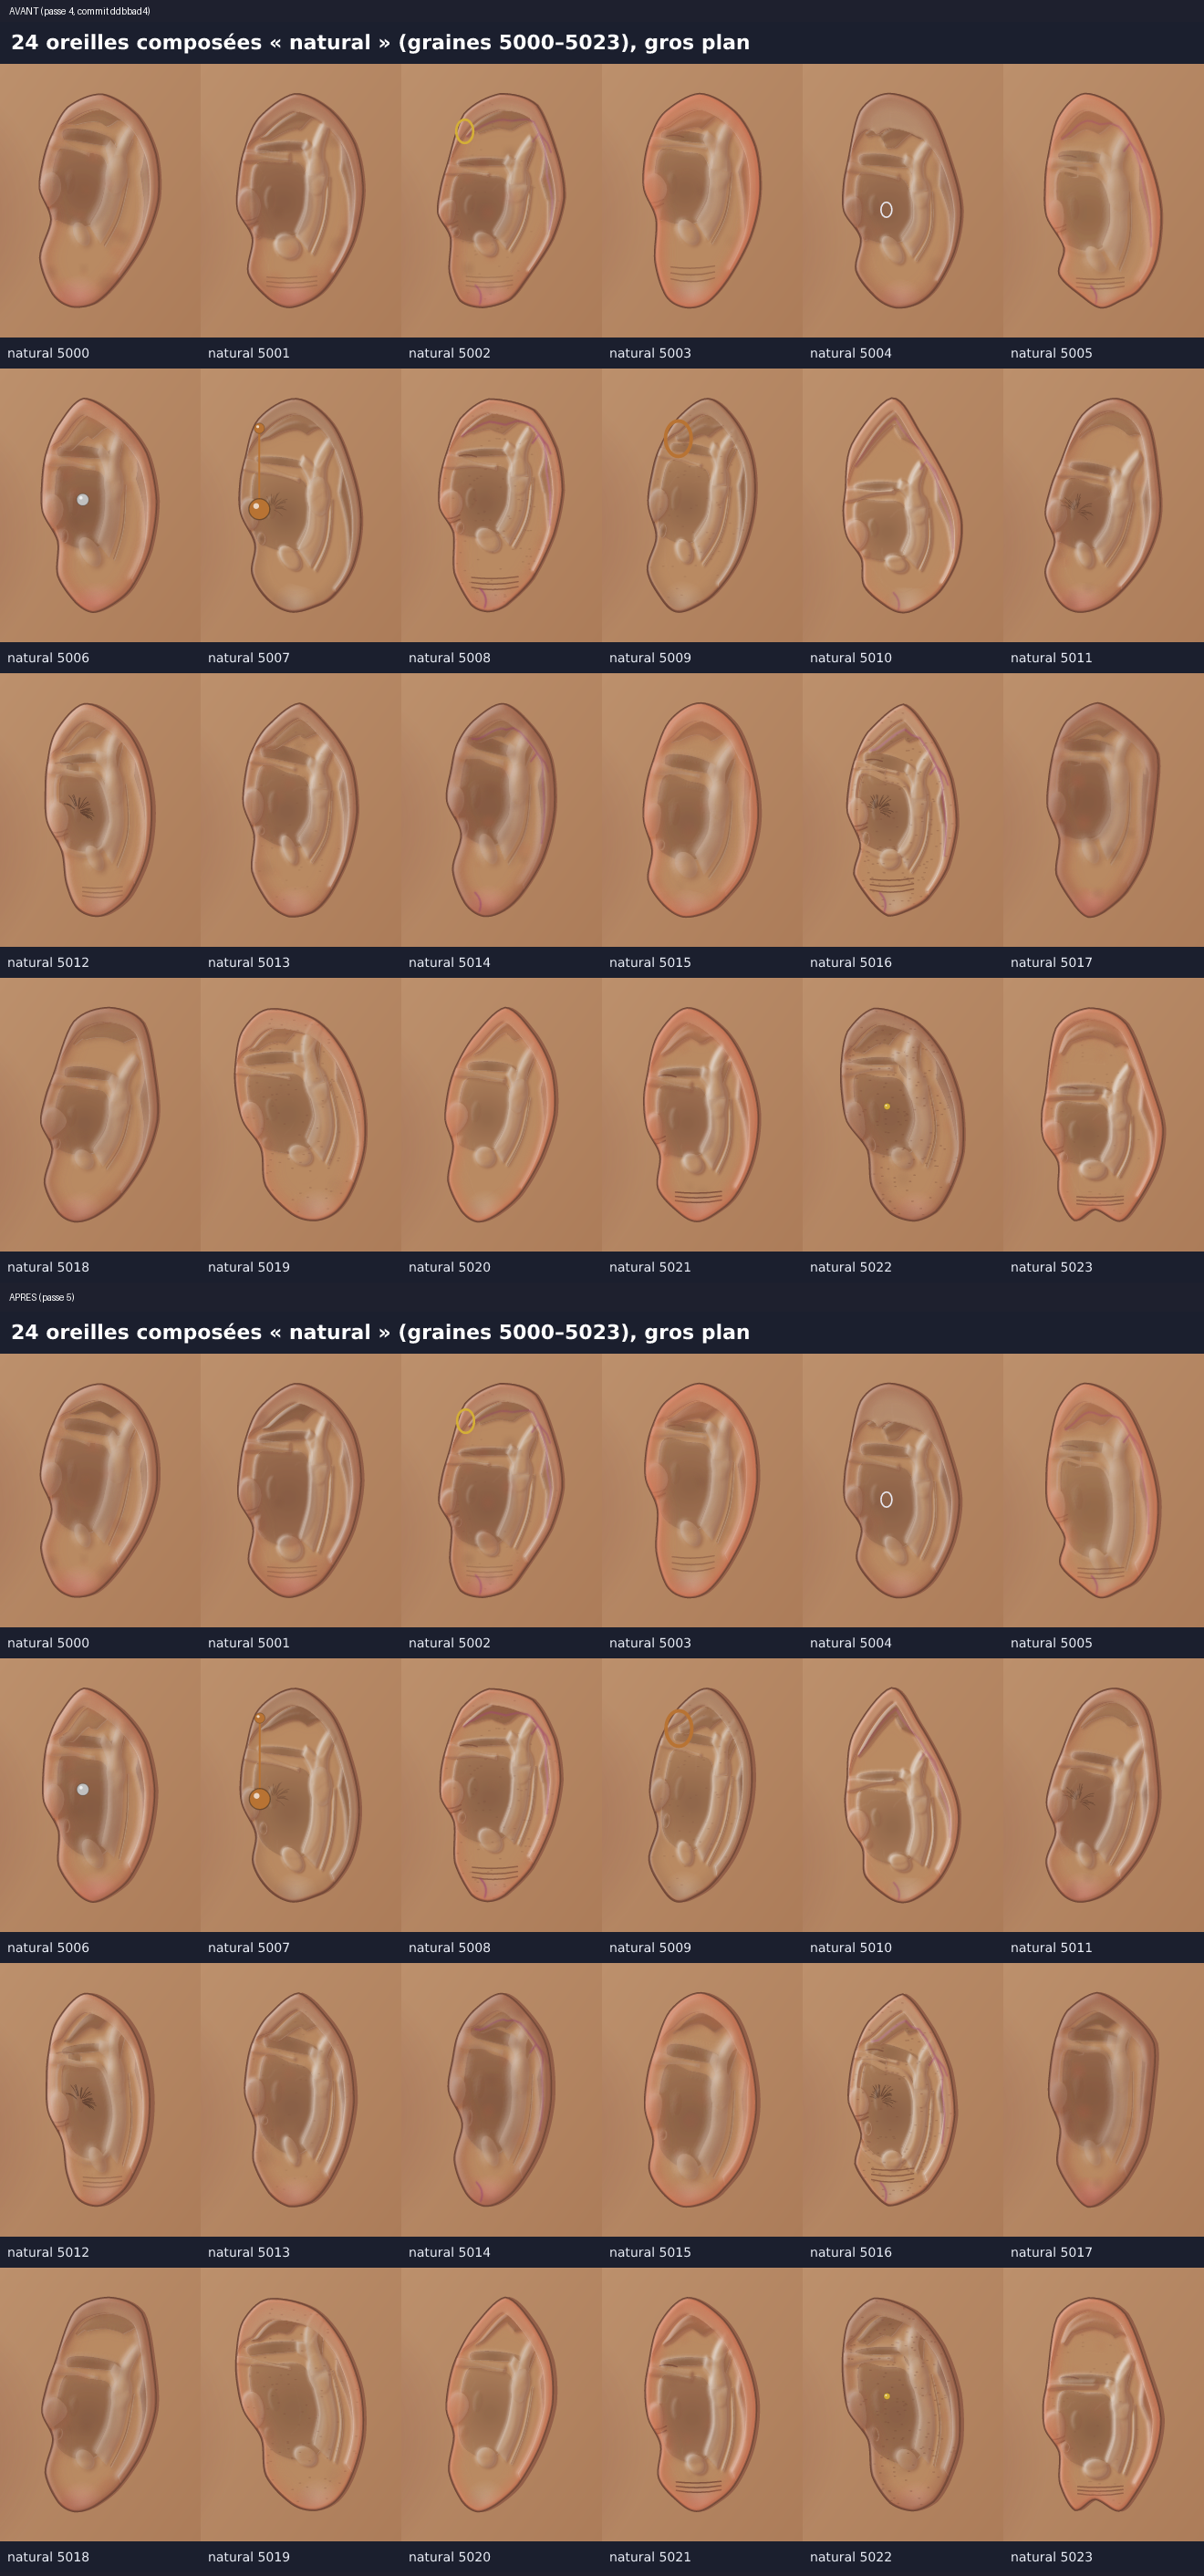 AVANT (passe 4, commit ddbbad4)
24 oreilles composées « natural » (graines 5000–5023), gros plan
natural 5000 natural 5001 natural 5002 natural 5003 natural 5004 natural 5005
natural 5006 natural 5007 natural 5008 natural 5009 natural 5010 natural 5011
natural 5012 natural 5013 natural 5014 natural 5015 natural 5016 natural 5017
natural 5018 natural 5019 natural 5020 natural 5021 natural 5022 natural 5023
APRES (passe 5)
24 oreilles composées « natural » (graines 5000–5023), gros plan
natural 5000 natural 5001 natural 5002 natural 5003 natural 5004 natural 5005
natural 5006 natural 5007 natural 5008 natural 5009 natural 5010 natural 5011
natural 5012 natural 5013 natural 5014 natural 5015 natural 5016 natural 5017
natural 5018 natural 5019 natural 5020 natural 5021 natural 5022 natural 5023